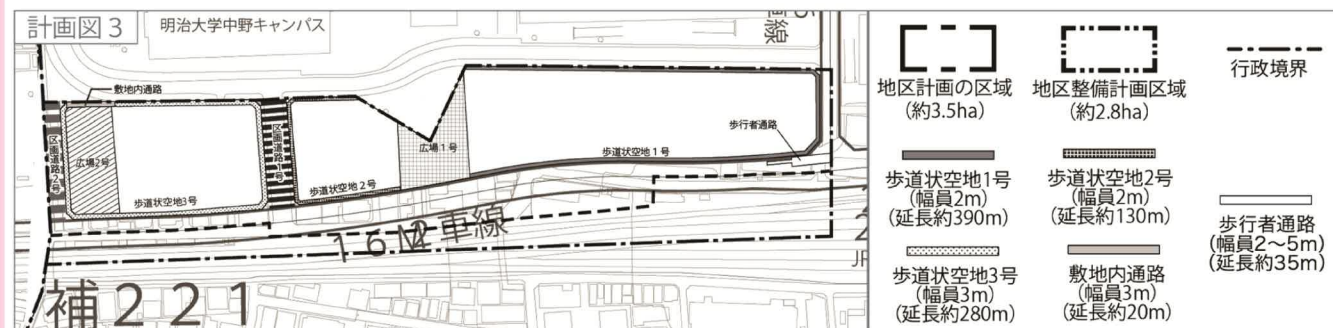 計画図3
明治大学中野キャンパス
敷地内通路
区画道路2号
広場2号
歩道状空地3号
歩道状空地2号
広場1号
歩道状空地1号
歩行者通路
車線
補221
地区計画の区域
(約3.5ha)
地区整備計画区域
(約2.8ha)
行政境界
歩道状空地1号
(幅員2m)
(延長約390m)
歩道状空地2号
(幅員2m)
(延長約130m)
歩行者通路
(幅員2～5m)
(延長約35m)
歩道状空地3号
(幅員3m)
(延長約280m)
敷地内通路
(幅員3m)
(延長約20m)